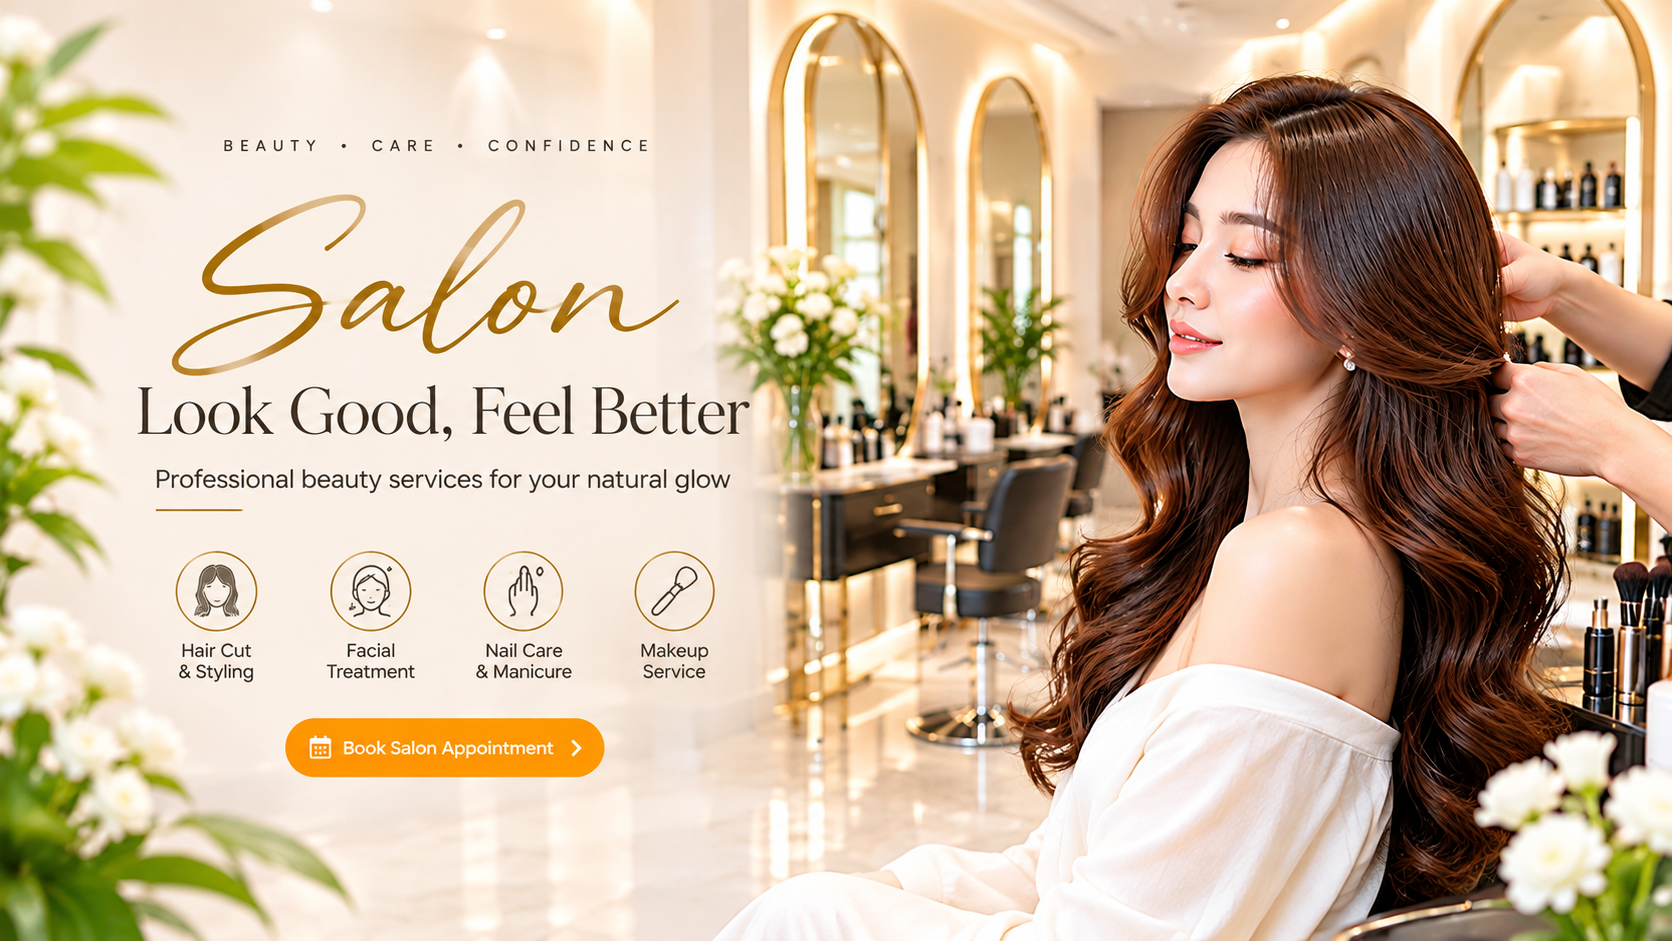 BEAUTY • CARE • CONFIDENCE
Salon
Look Good, Feel Better
Professional beauty services for your natural glow
Hair Cut
& Styling
Facial
Treatment
Nail Care
& Manicure
Makeup
Service
Book Salon Appointment